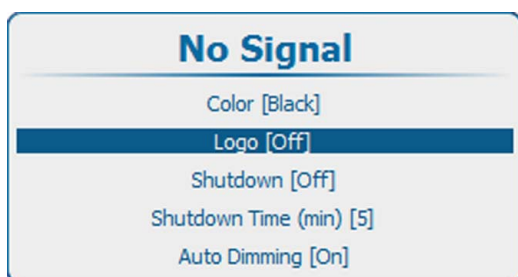 No Signal
Color [Black]
Logo [Off]
Shutdown [Off]
Shutdown Time (min) [5]
Auto Dimming [On]